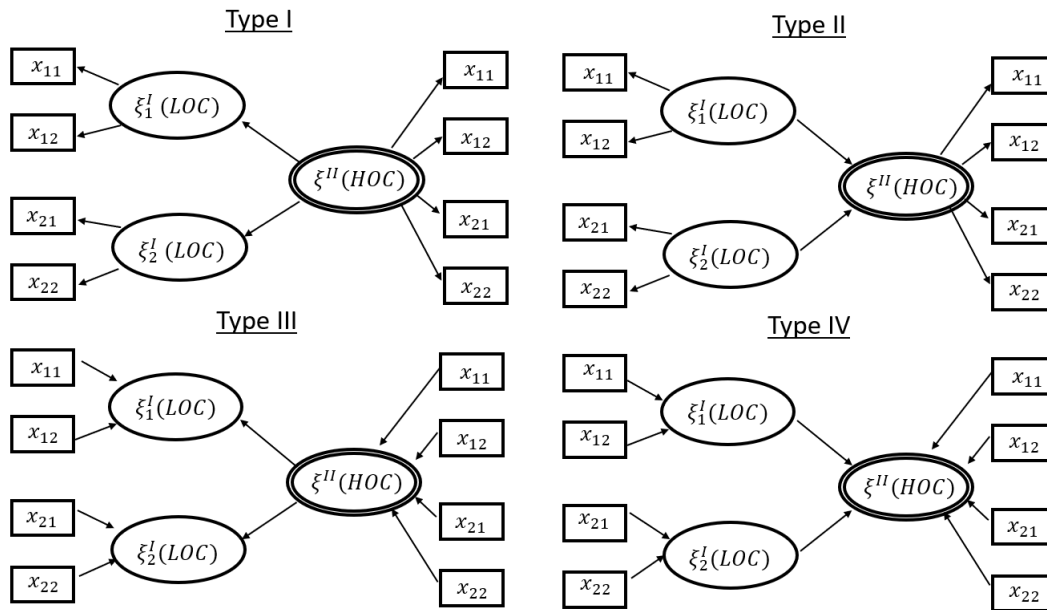 Type I
x₁₁
x₁₂
ξ₁ᴵ(LOC)
x₂₁
x₂₂
ξ₂ᴵ(LOC)
ξᴵᴵ(HOC)
x₁₁
x₁₂
x₂₁
x₂₂
Type II
x₁₁
x₁₂
ξ₁ᴵ(LOC)
x₂₁
x₂₂
ξ₂ᴵ(LOC)
ξᴵᴵ(HOC)
x₁₁
x₁₂
x₂₁
x₂₂
Type III
x₁₁
x₁₂
ξ₁ᴵ(LOC)
x₂₁
x₂₂
ξ₂ᴵ(LOC)
ξᴵᴵ(HOC)
x₁₁
x₁₂
x₂₁
x₂₂
Type IV
x₁₁
x₁₂
ξ₁ᴵ(LOC)
x₂₁
x₂₂
ξ₂ᴵ(LOC)
ξᴵᴵ(HOC)
x₁₁
x₁₂
x₂₁
x₂₂